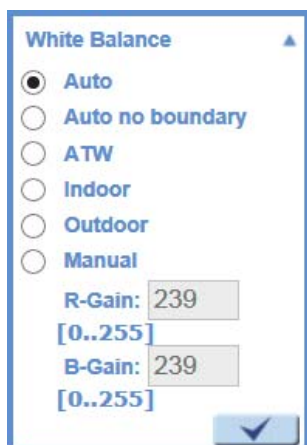 White Balance
Auto
Auto no boundary
ATW
Indoor
Outdoor
Manual
R-Gain: 239
[0..255]
B-Gain: 239
[0..255]